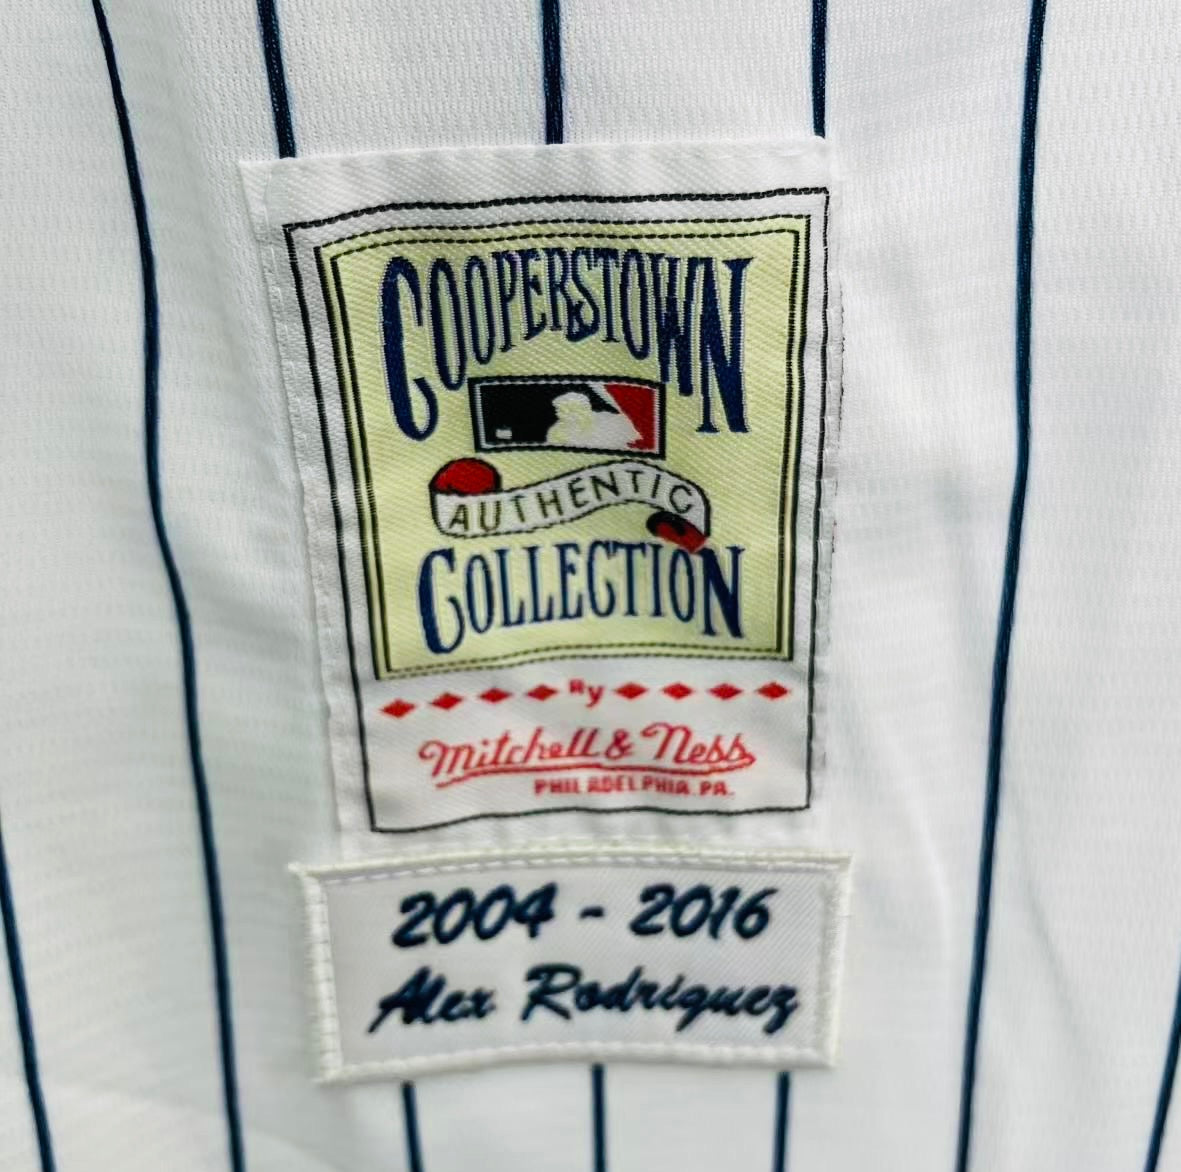 COOPERSTOWN
AUTHENTIC
COLLECTION
By
Mitchell & Ness
PHILADELPHIA PA.
2004 - 2016
Alex Rodriguez